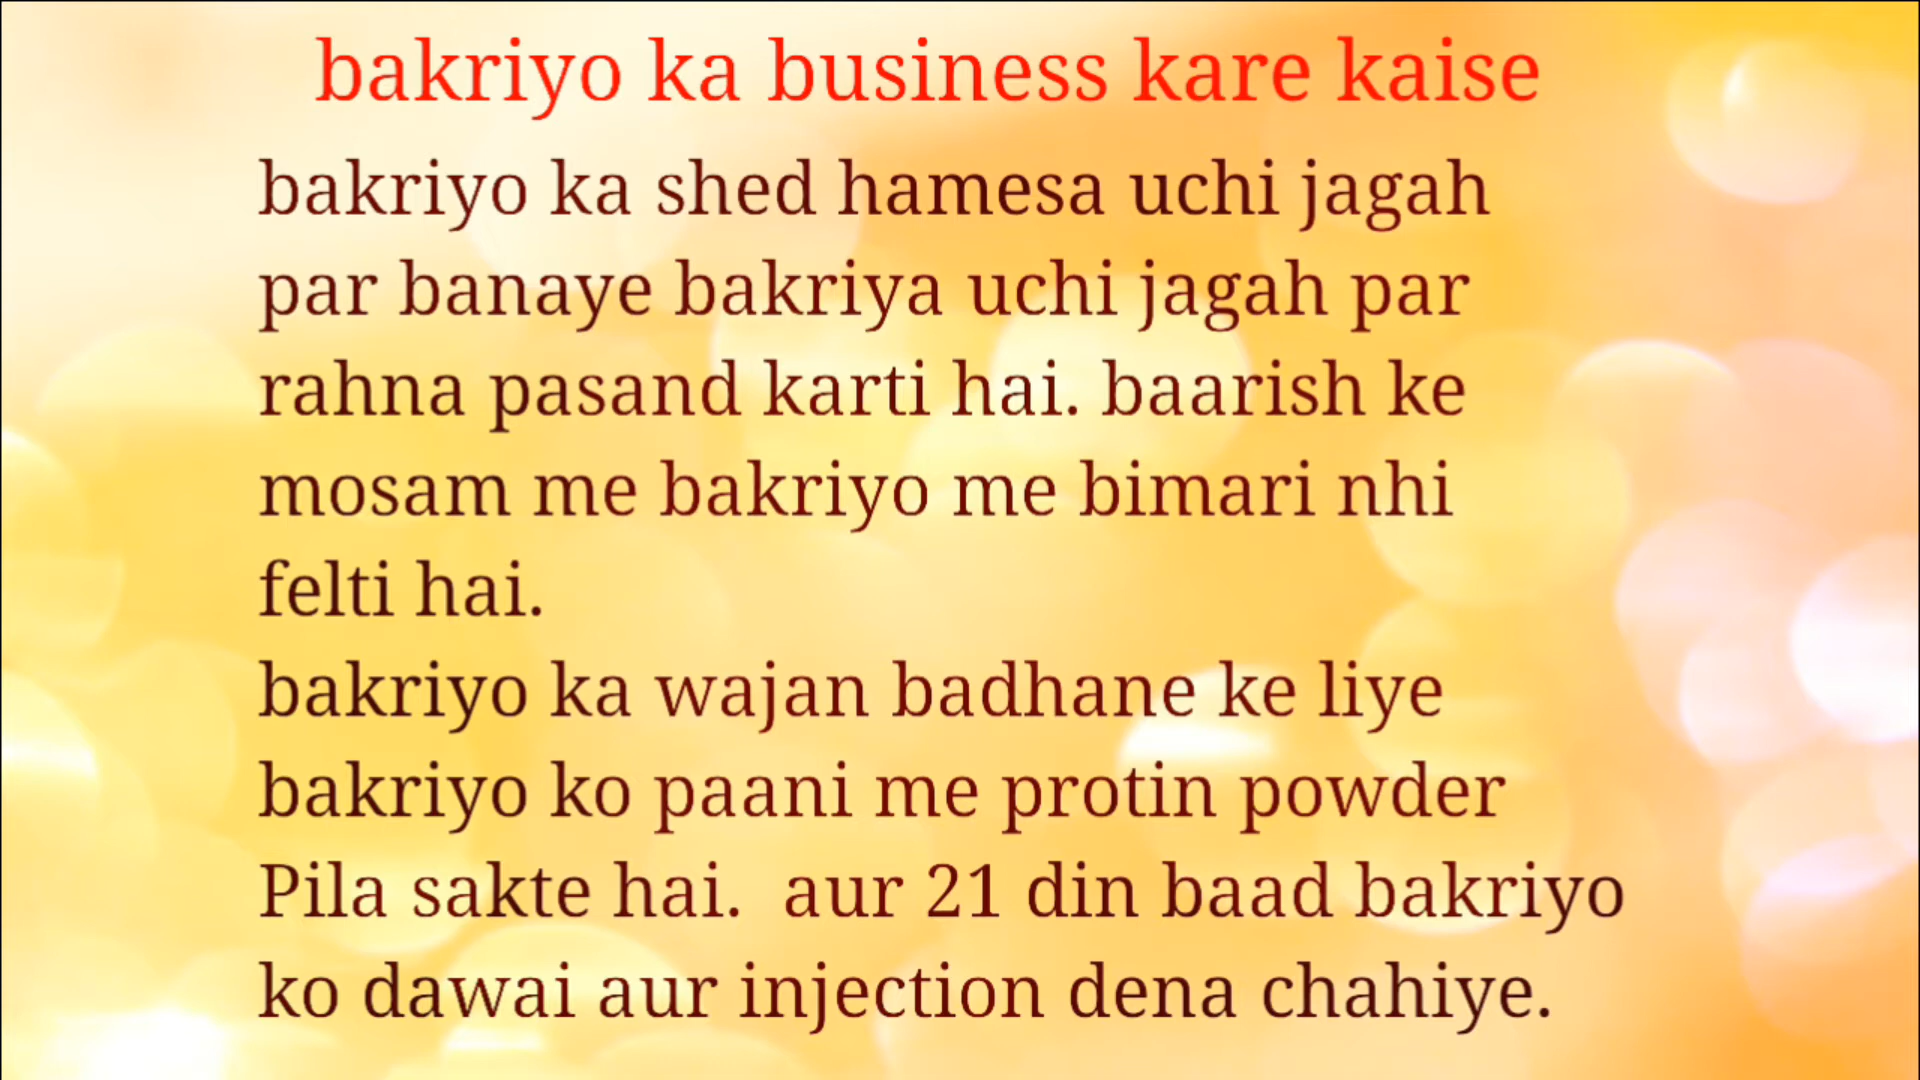 bakriyo ka business kare kaise
bakriyo ka shed hamesa uchi jagah
par banaye bakriya uchi jagah par
rahna pasand karti hai. baarish ke
mosam me bakriyo me bimari nhi
felti hai.
bakriyo ka wajan badhane ke liye
bakriyo ko paani me protin powder
Pila sakte hai.  aur 21 din baad bakriyo
ko dawai aur injection dena chahiye.